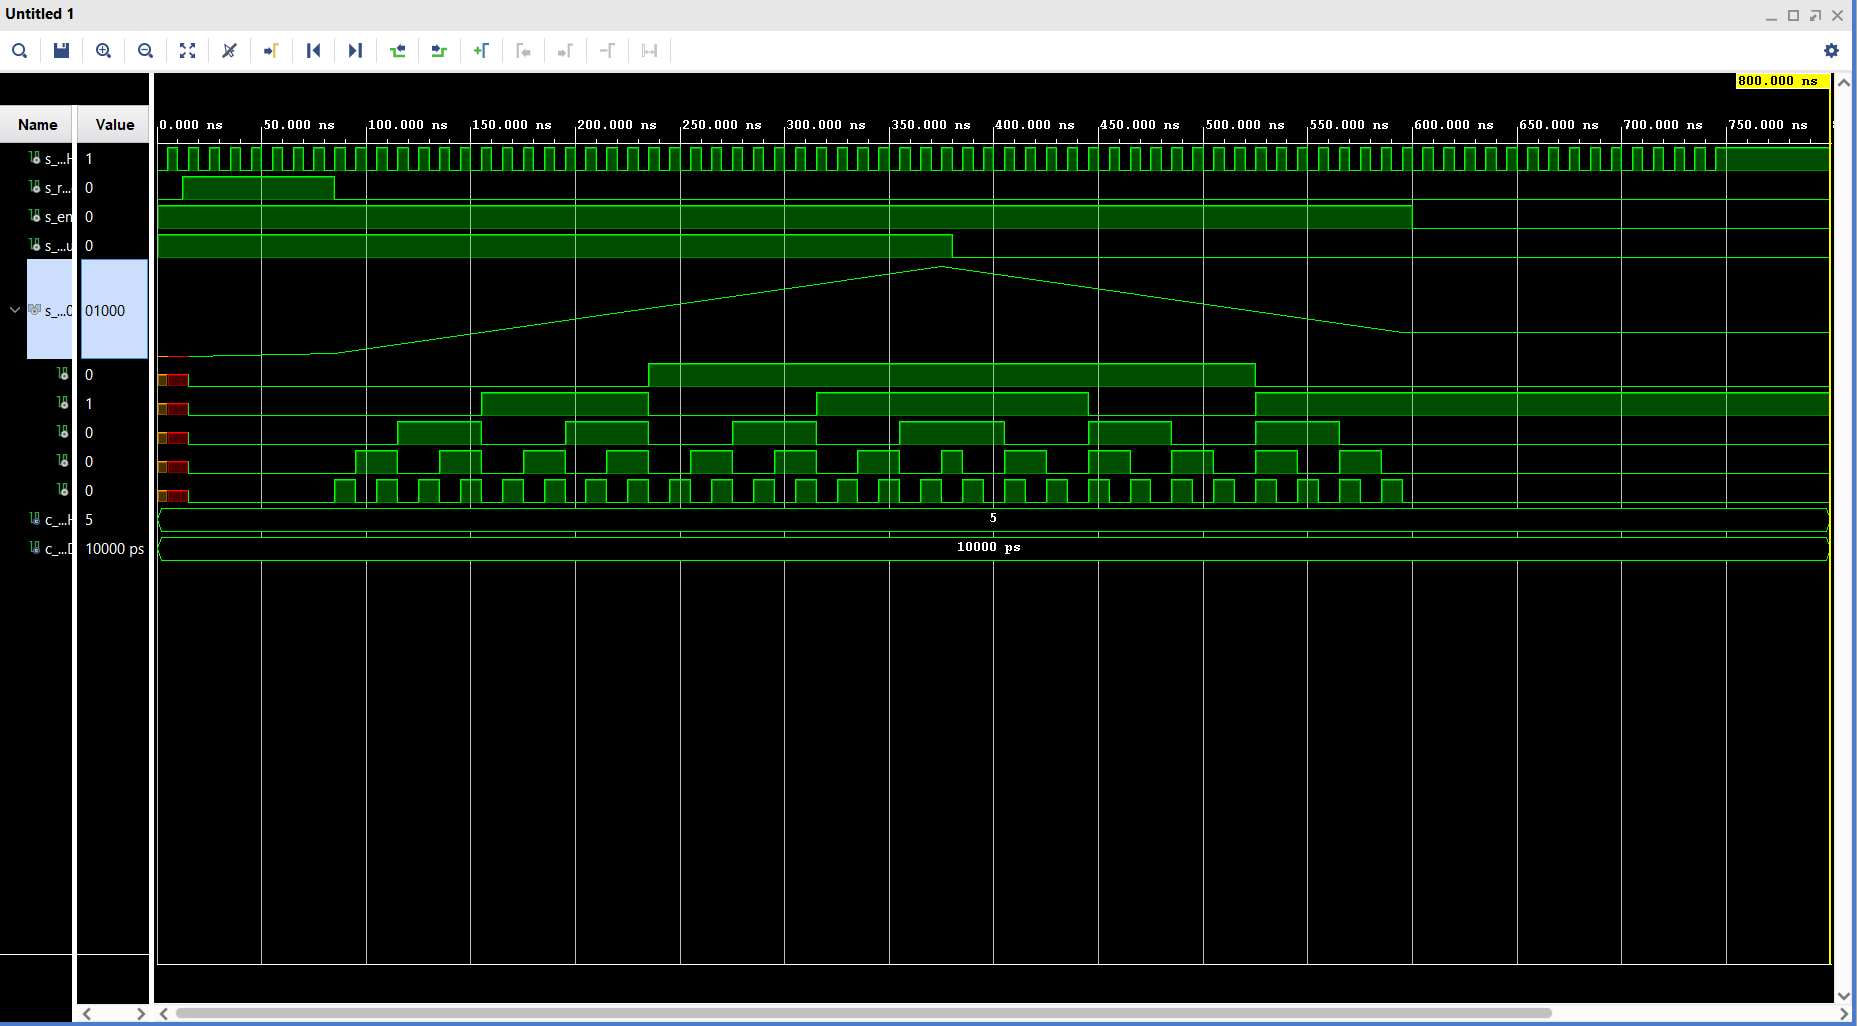 Untitled 1
800.000 ns
Name Value
0.000 ns 50.000 ns 100.000 ns 150.000 ns 200.000 ns 250.000 ns 300.000 ns 350.000 ns 400.000 ns 450.000 ns 500.000 ns 550.000 ns 600.000 ns 650.000 ns 700.000 ns 750.000 ns
s_...H 1
s_r... 0
s_en 0
s_...u 0
s_...0 01000
0
1
0
0
0
c_...H 5 5
c_...D 10000 ps 10000 ps